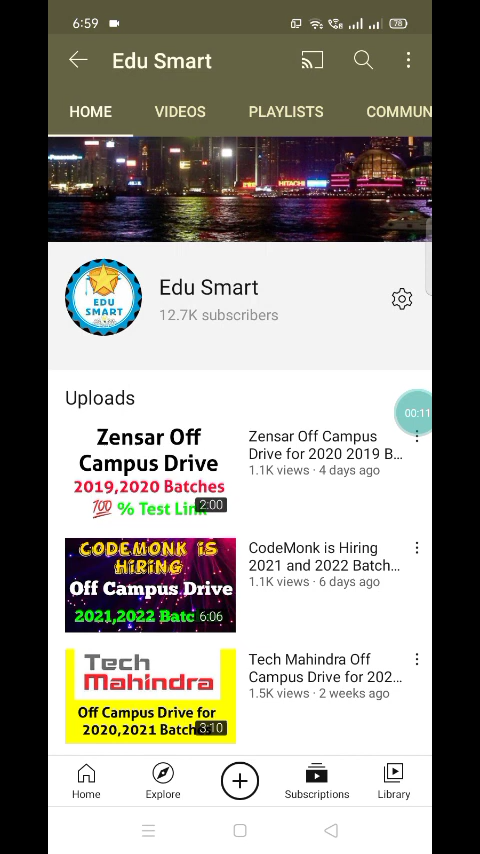 6:59
78
Edu Smart
HOME
VIDEOS
PLAYLISTS
COMMUN
HITACHI
EDU
SMART
Edu Smart
12.7K subscribers
Uploads
00:11
Zensar Off
Campus Drive
2019,2020 Batches
💯 % Test Link
2:00
Zensar Off Campus
Drive for 2020 2019 B...
1.1K views · 4 days ago
CODEMONK IS
HIRING
Off Campus Drive
2021,2022 Batc
6:06
CodeMonk is Hiring
2021 and 2022 Batch...
1.1K views · 6 days ago
Tech
Mahindra
Off Campus Drive for
2020,2021 Batch
3:10
Tech Mahindra Off
Campus Drive for 202...
1.5K views · 2 weeks ago
Home
Explore
Subscriptions
Library